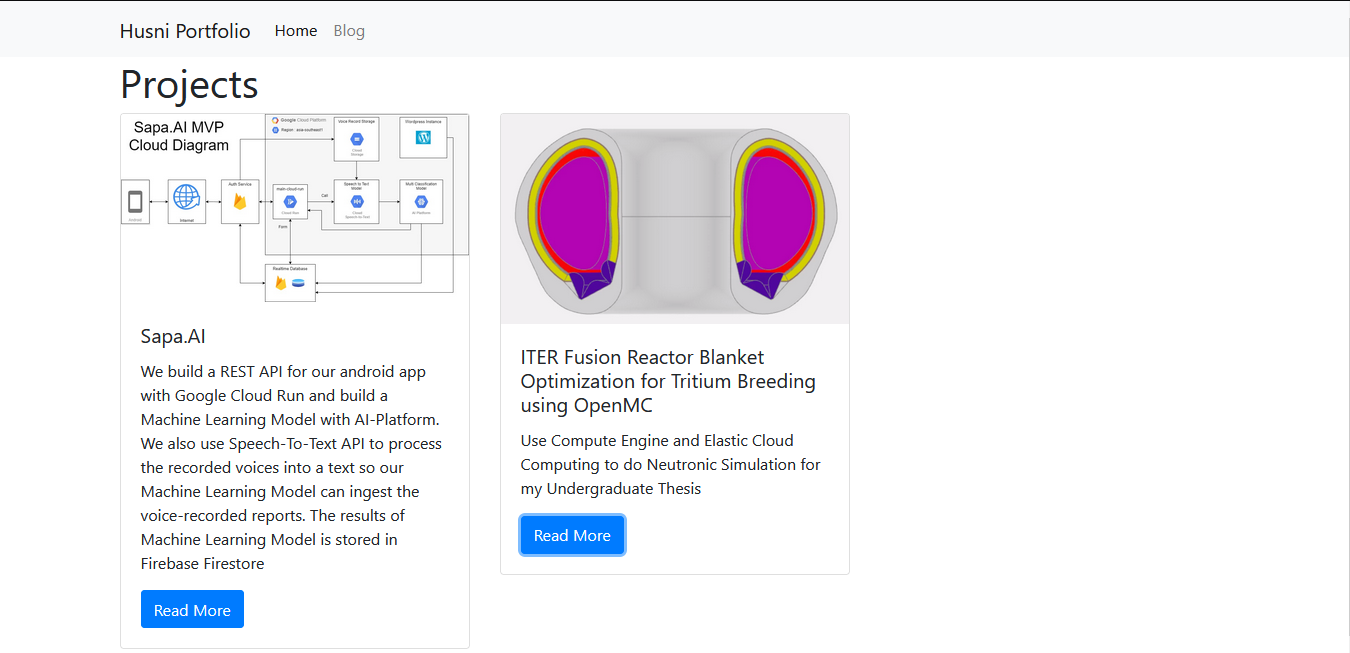 Husni Portfolio Home Blog
Projects
Sapa.AI MVP
Cloud Diagram
Google Cloud Platform
Region : asia-southeast1
Voice Record Storage
Cloud
Storage
Wordpress Instance
Android
Internet
Auth Service
main-cloud-run
Cloud Run
Call
Speech to Text
Model
Cloud
Speech-to-Text
Multi Classification
Model
AI Platform
Form
Realtime Database
Sapa.AI
We build a REST API for our android app
with Google Cloud Run and build a
Machine Learning Model with AI-Platform.
We also use Speech-To-Text API to process
the recorded voices into a text so our
Machine Learning Model can ingest the
voice-recorded reports. The results of
Machine Learning Model is stored in
Firebase Firestore
Read More
ITER Fusion Reactor Blanket
Optimization for Tritium Breeding
using OpenMC
Use Compute Engine and Elastic Cloud
Computing to do Neutronic Simulation for
my Undergraduate Thesis
Read More